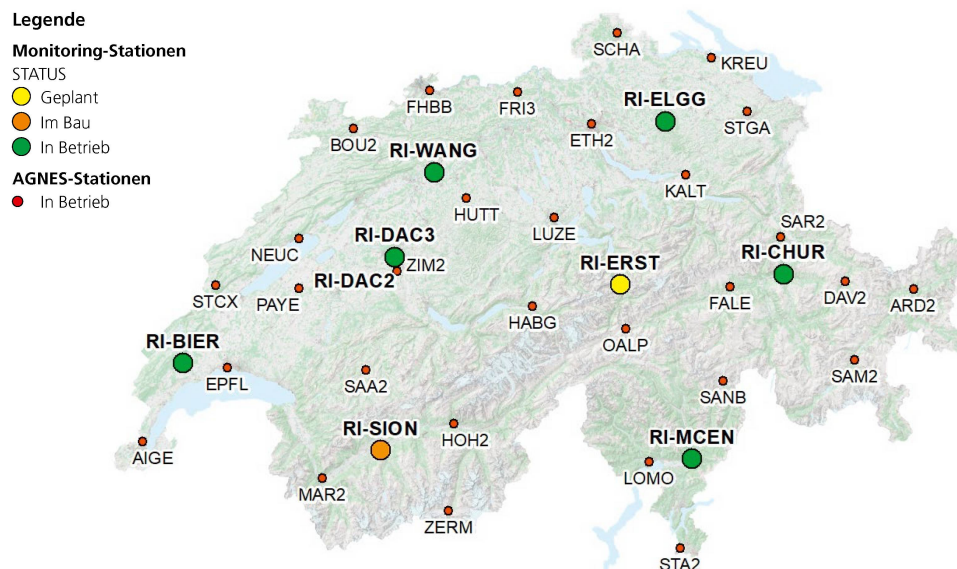 Legende
Monitoring-Stationen
STATUS
Geplant
Im Bau
In Betrieb
AGNES-Stationen
In Betrieb
SCHA
KREU
FHBB
FRI3
RI-ELGG
STGA
ETH2
BOU2
RI-WANG
KALT
HUTT
LUZE
SAR2
RI-DAC3
NEUC
ZIM2
RI-CHUR
RI-ERST
RI-DAC2
STCX
PAYE
FALE
DAV2
ARD2
HABG
OALP
RI-BIER
EPFL
SAA2
SAM2
SANB
RI-SION
HOH2
RI-MCEN
AIGE
LOMO
MAR2
ZERM
STA2